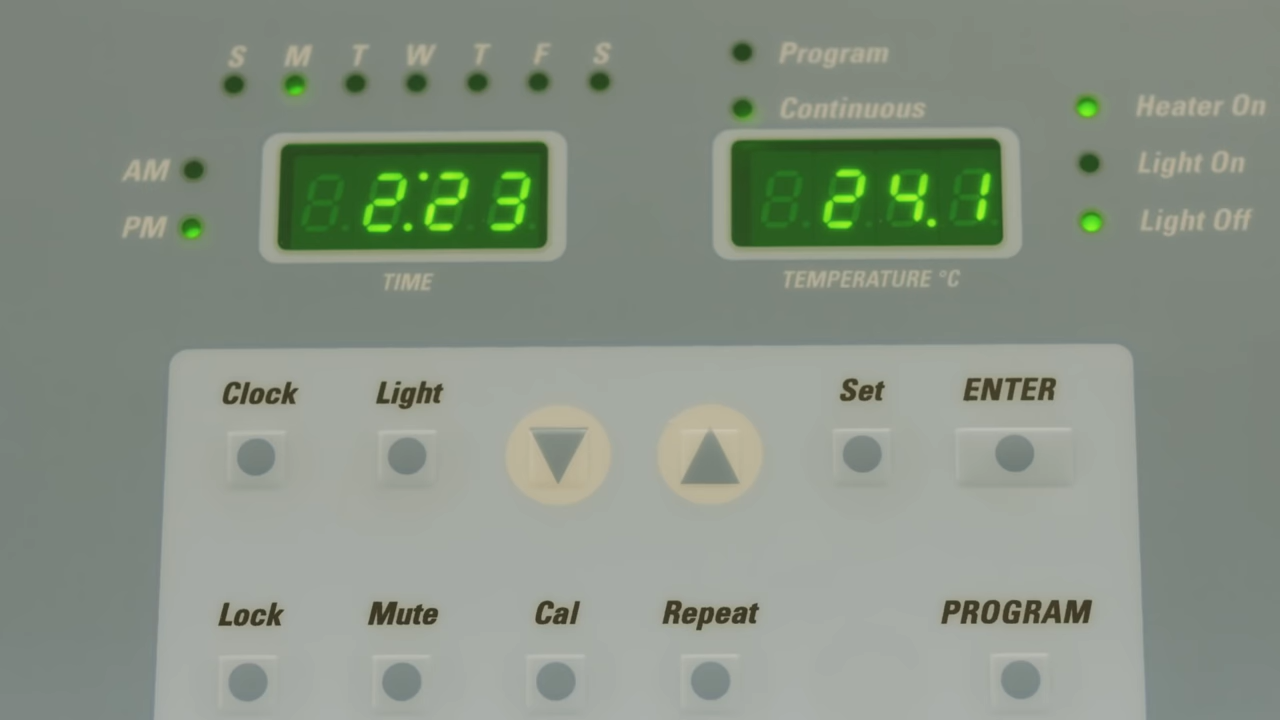 S M T W T F S
Program
Continuous
Heater On
AM
Light On
PM
Light Off
2:23
24.1
TIME
TEMPERATURE °C
Clock Light Set ENTER
Lock Mute Cal Repeat PROGRAM